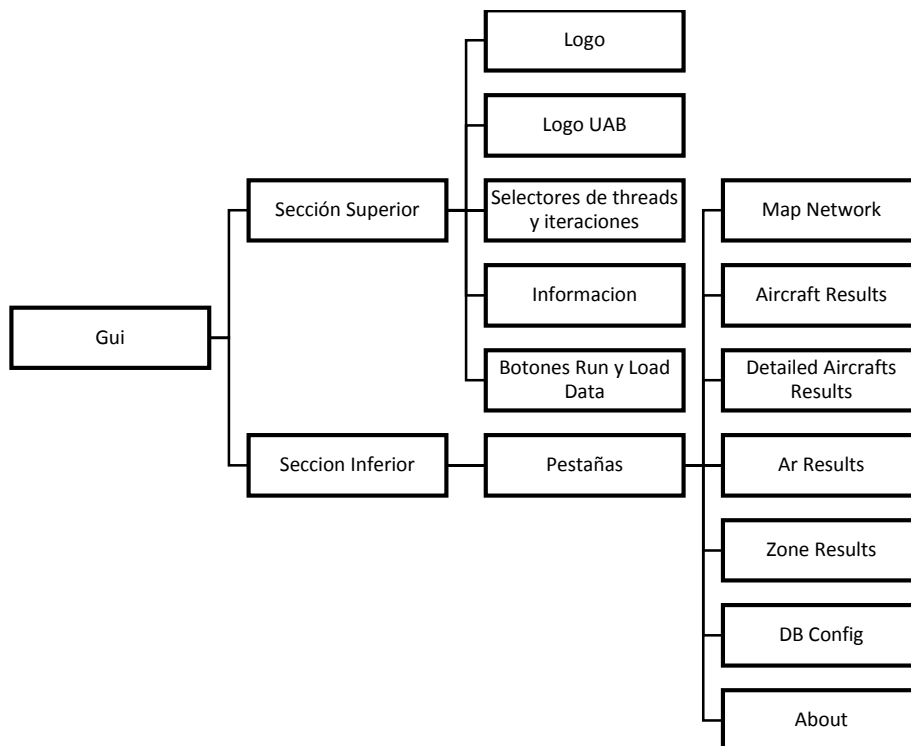 Logo
Logo UAB
Sección Superior
Selectores de threads
y iteraciones
Map Network
Informacion
Aircraft Results
Gui
Botones Run y Load
Data
Detailed Aircrafts
Results
Seccion Inferior
Pestañas
Ar Results
Zone Results
DB Config
About